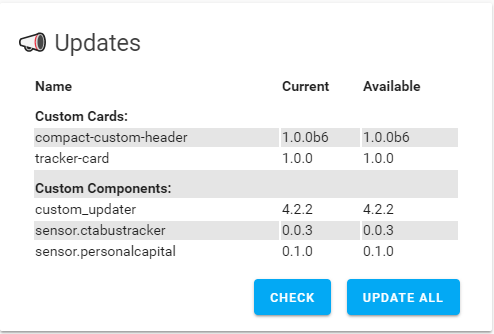 Updates
Name Current Available
Custom Cards:
compact-custom-header 1.0.0b6 1.0.0b6
tracker-card 1.0.0 1.0.0
Custom Components:
custom_updater 4.2.2 4.2.2
sensor.ctabustracker 0.0.3 0.0.3
sensor.personalcapital 0.1.0 0.1.0
CHECK UPDATE ALL